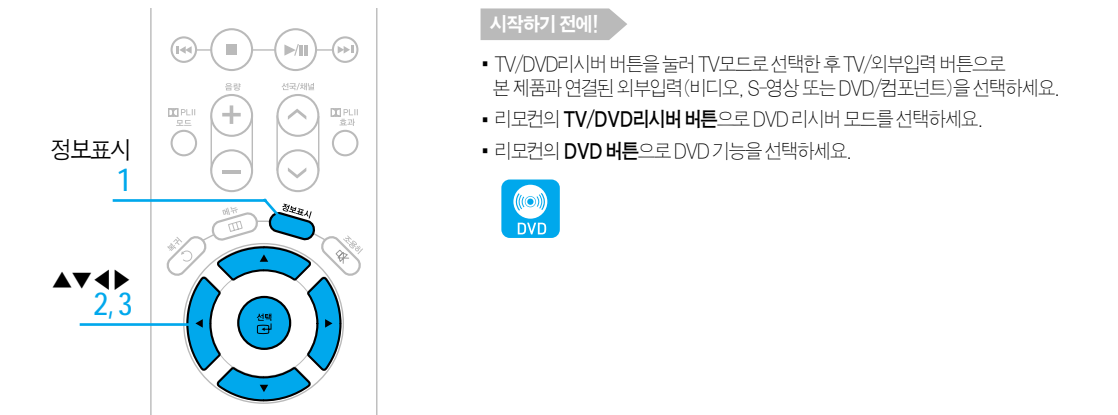 시작하기 전에!
▪ TV/DVD리시버 버튼을 눌러 TV모드로 선택한 후 TV/외부입력 버튼으로
본 제품과 연결된 외부입력(비디오, S-영상 또는 DVD/컴포넌트)을 선택하세요.
▪ 리모컨의 TV/DVD리시버 버튼으로 DVD 리시버 모드를 선택하세요.
▪ 리모컨의 DVD 버튼으로 DVD 기능을 선택하세요.
DVD
음량
선국/채널
PLII
모드
PLII
효과
정보표시
1
메뉴
정보표시
복귀
조용히
▲▼◀▶
2, 3
선택